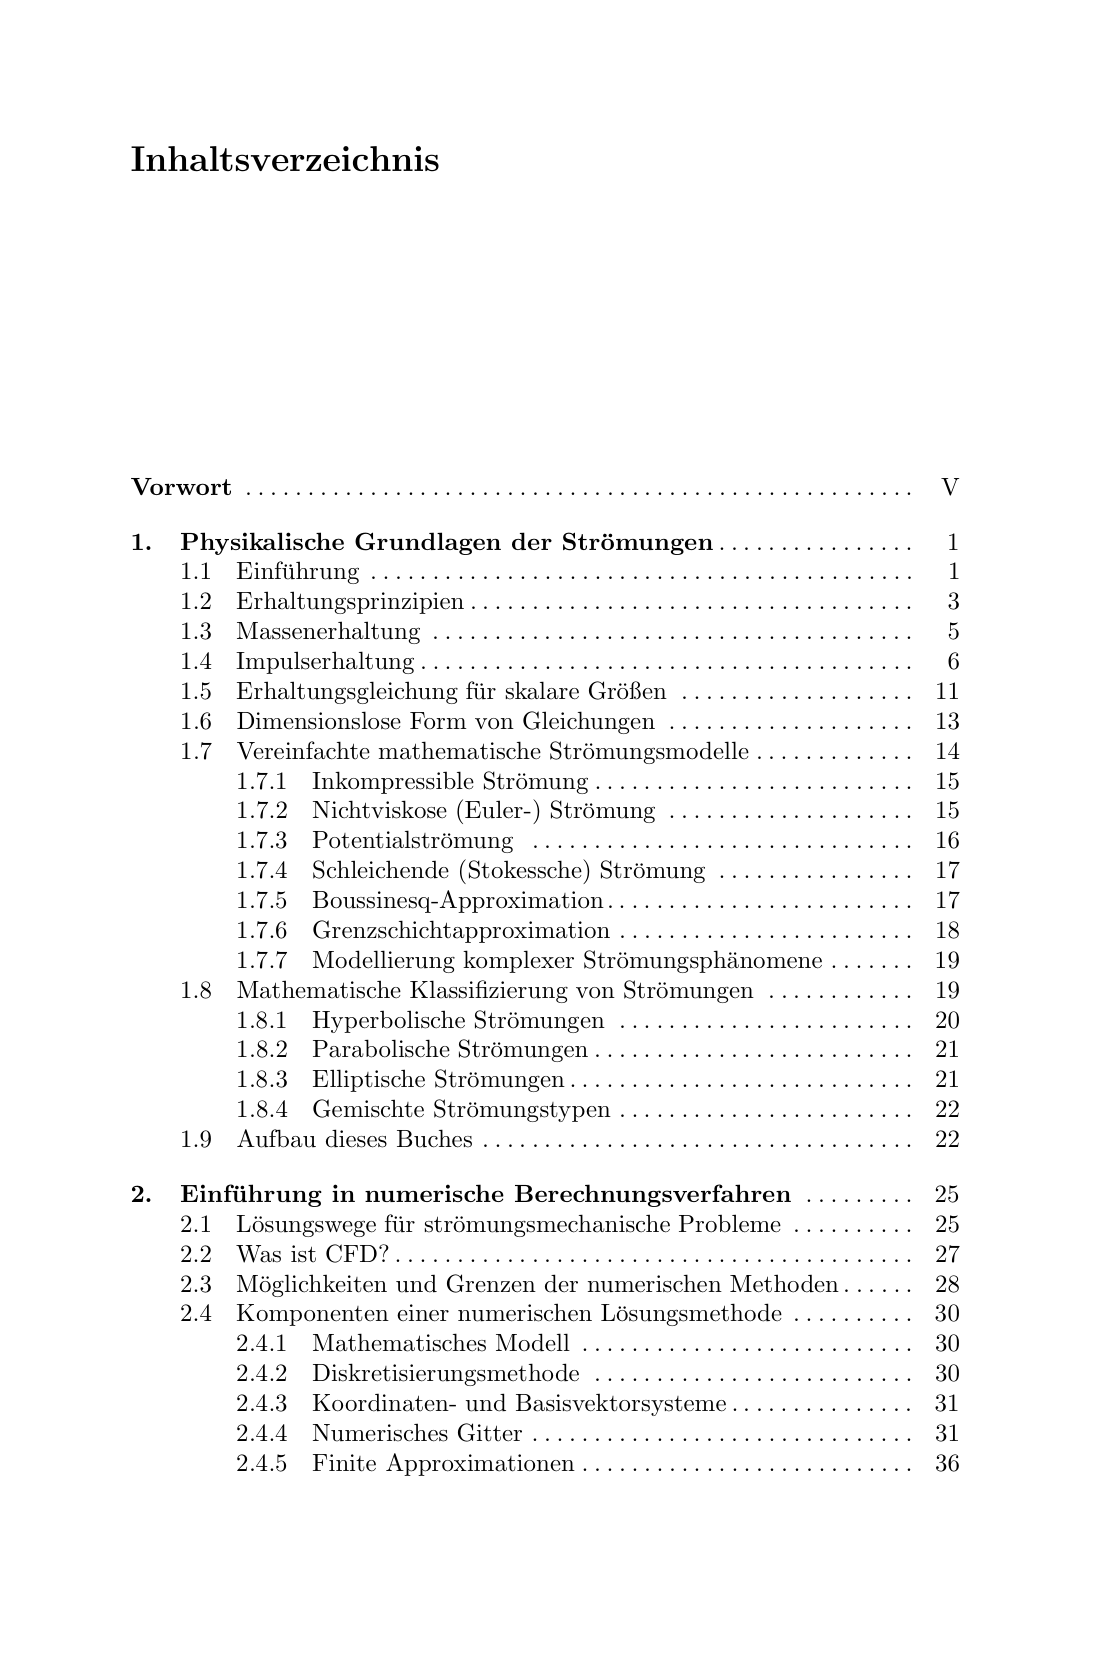 Inhaltsverzeichnis
Vorwort ..................................................... V
1. Physikalische Grundlagen der Strömungen ................ 1
1.1 Einführung ............................................ 1
1.2 Erhaltungsprinzipien .................................... 3
1.3 Massenerhaltung ....................................... 5
1.4 Impulserhaltung ........................................ 6
1.5 Erhaltungsgleichung für skalare Größen ................... 11
1.6 Dimensionslose Form von Gleichungen .................... 13
1.7 Vereinfachte mathematische Strömungsmodelle ............. 14
1.7.1 Inkompressible Strömung .......................... 15
1.7.2 Nichtviskose (Euler-) Strömung .................... 15
1.7.3 Potentialströmung ............................... 16
1.7.4 Schleichende (Stokessche) Strömung ................ 17
1.7.5 Boussinesq-Approximation ......................... 17
1.7.6 Grenzschichtapproximation ........................ 18
1.7.7 Modellierung komplexer Strömungsphänomene ....... 19
1.8 Mathematische Klassifizierung von Strömungen ............ 19
1.8.1 Hyperbolische Strömungen ........................ 20
1.8.2 Parabolische Strömungen .......................... 21
1.8.3 Elliptische Strömungen ............................ 21
1.8.4 Gemischte Strömungstypen ........................ 22
1.9 Aufbau dieses Buches ................................... 22
2. Einführung in numerische Berechnungsverfahren ......... 25
2.1 Lösungswege für strömungsmechanische Probleme .......... 25
2.2 Was ist CFD? .......................................... 27
2.3 Möglichkeiten und Grenzen der numerischen Methoden ...... 28
2.4 Komponenten einer numerischen Lösungsmethode .......... 30
2.4.1 Mathematisches Modell ........................... 30
2.4.2 Diskretisierungsmethode .......................... 30
2.4.3 Koordinaten- und Basisvektorsysteme ............... 31
2.4.4 Numerisches Gitter ............................... 31
2.4.5 Finite Approximationen ........................... 36